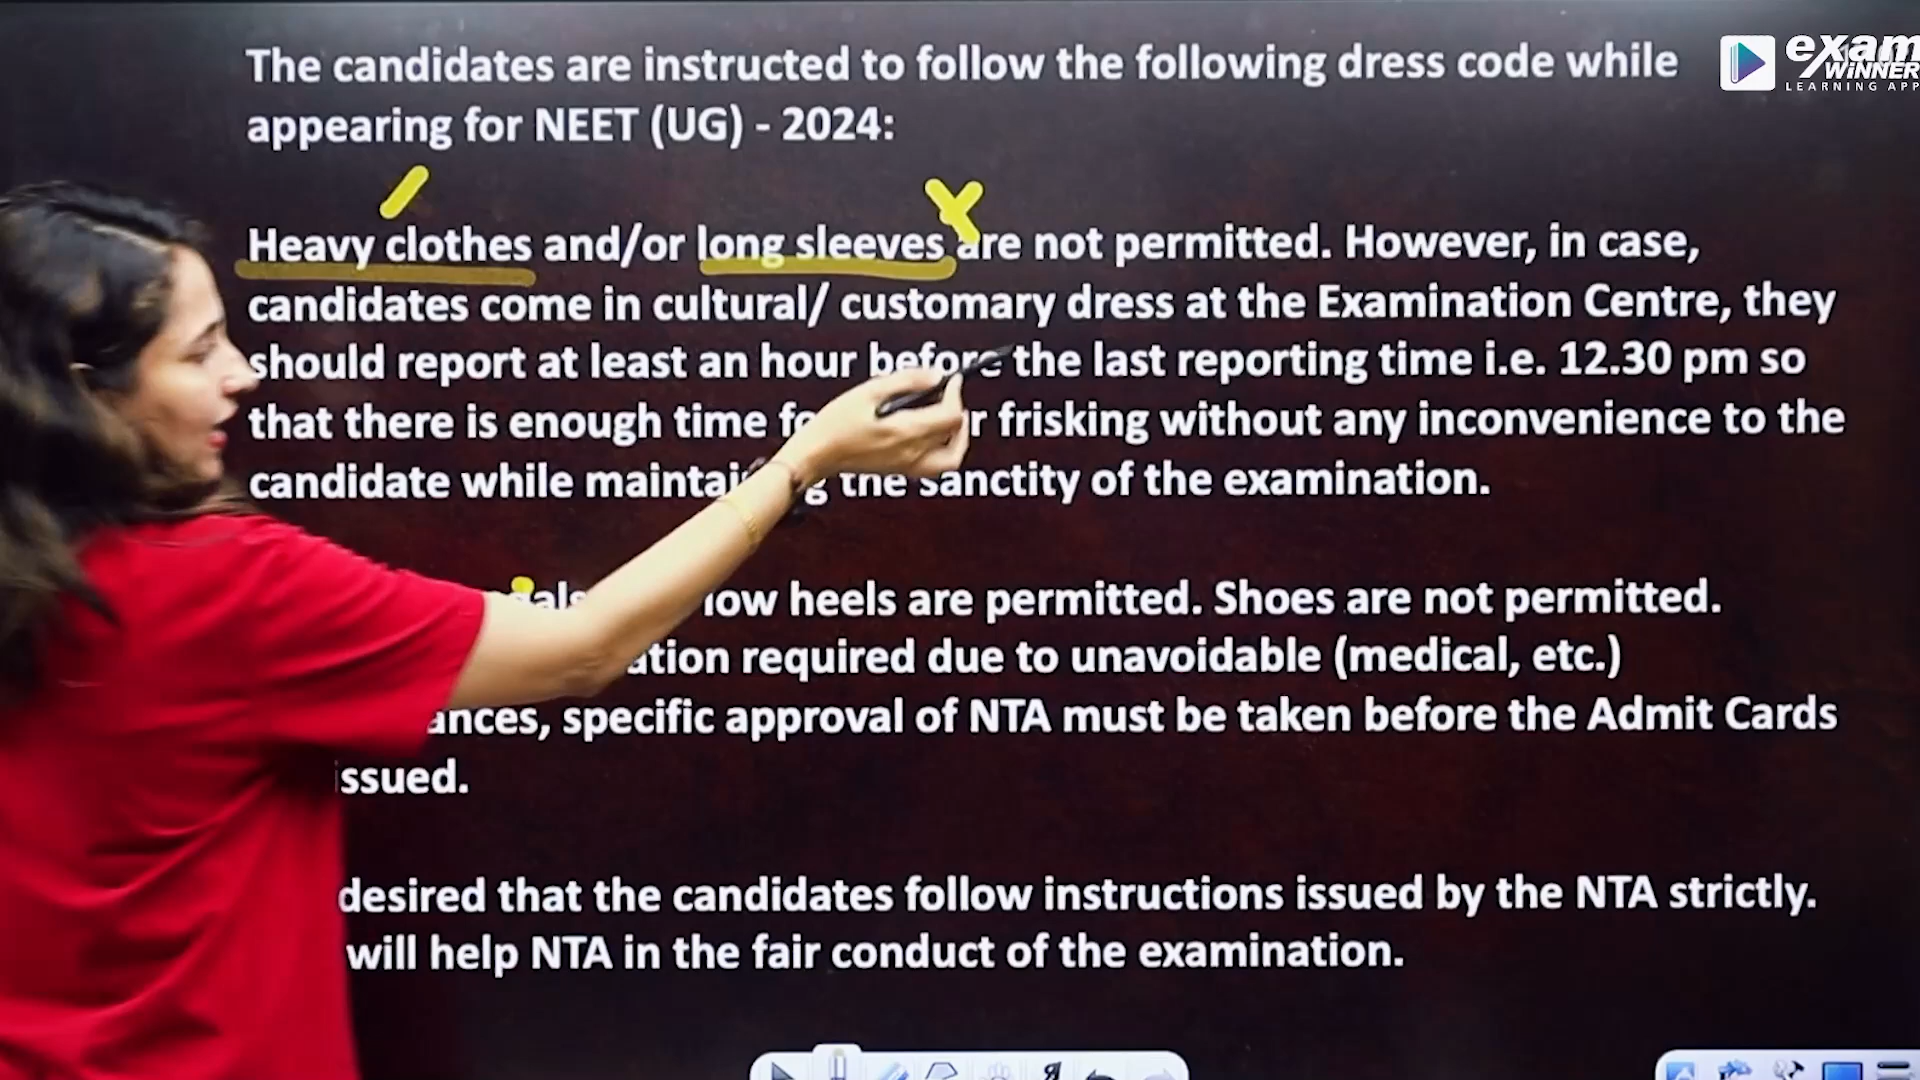 The candidates are instructed to follow the following dress code while
appearing for NEET (UG) - 2024:
Heavy clothes and/or long sleeves are not permitted. However, in case,
candidates come in cultural/ customary dress at the Examination Centre, they
should report at least an hour before the last reporting time i.e. 12.30 pm so
that there is enough time frisking without any inconvenience to the
candidate while the sanctity of the examination.
low heels are permitted. Shoes are not permitted.
required due to unavoidable (medical, etc.)
specific approval of NTA must be taken before the Admit Cards
issued.
desired that the candidates follow instructions issued by the NTA strictly.
will help NTA in the fair conduct of the examination.
exam
WiNNER
LEARNING APP